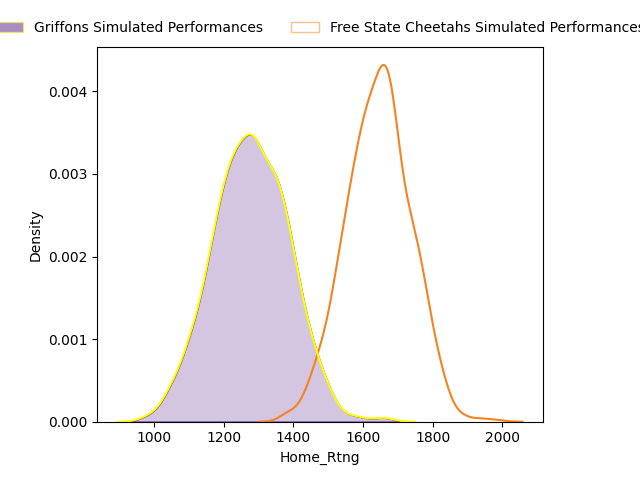 Griffons Simulated Performances
Free State Cheetahs Simulated Performances
0.004
0.003
0.002
0.001
0.000
Density
1000 1200 1400 1600 1800 2000
Home_Rtng